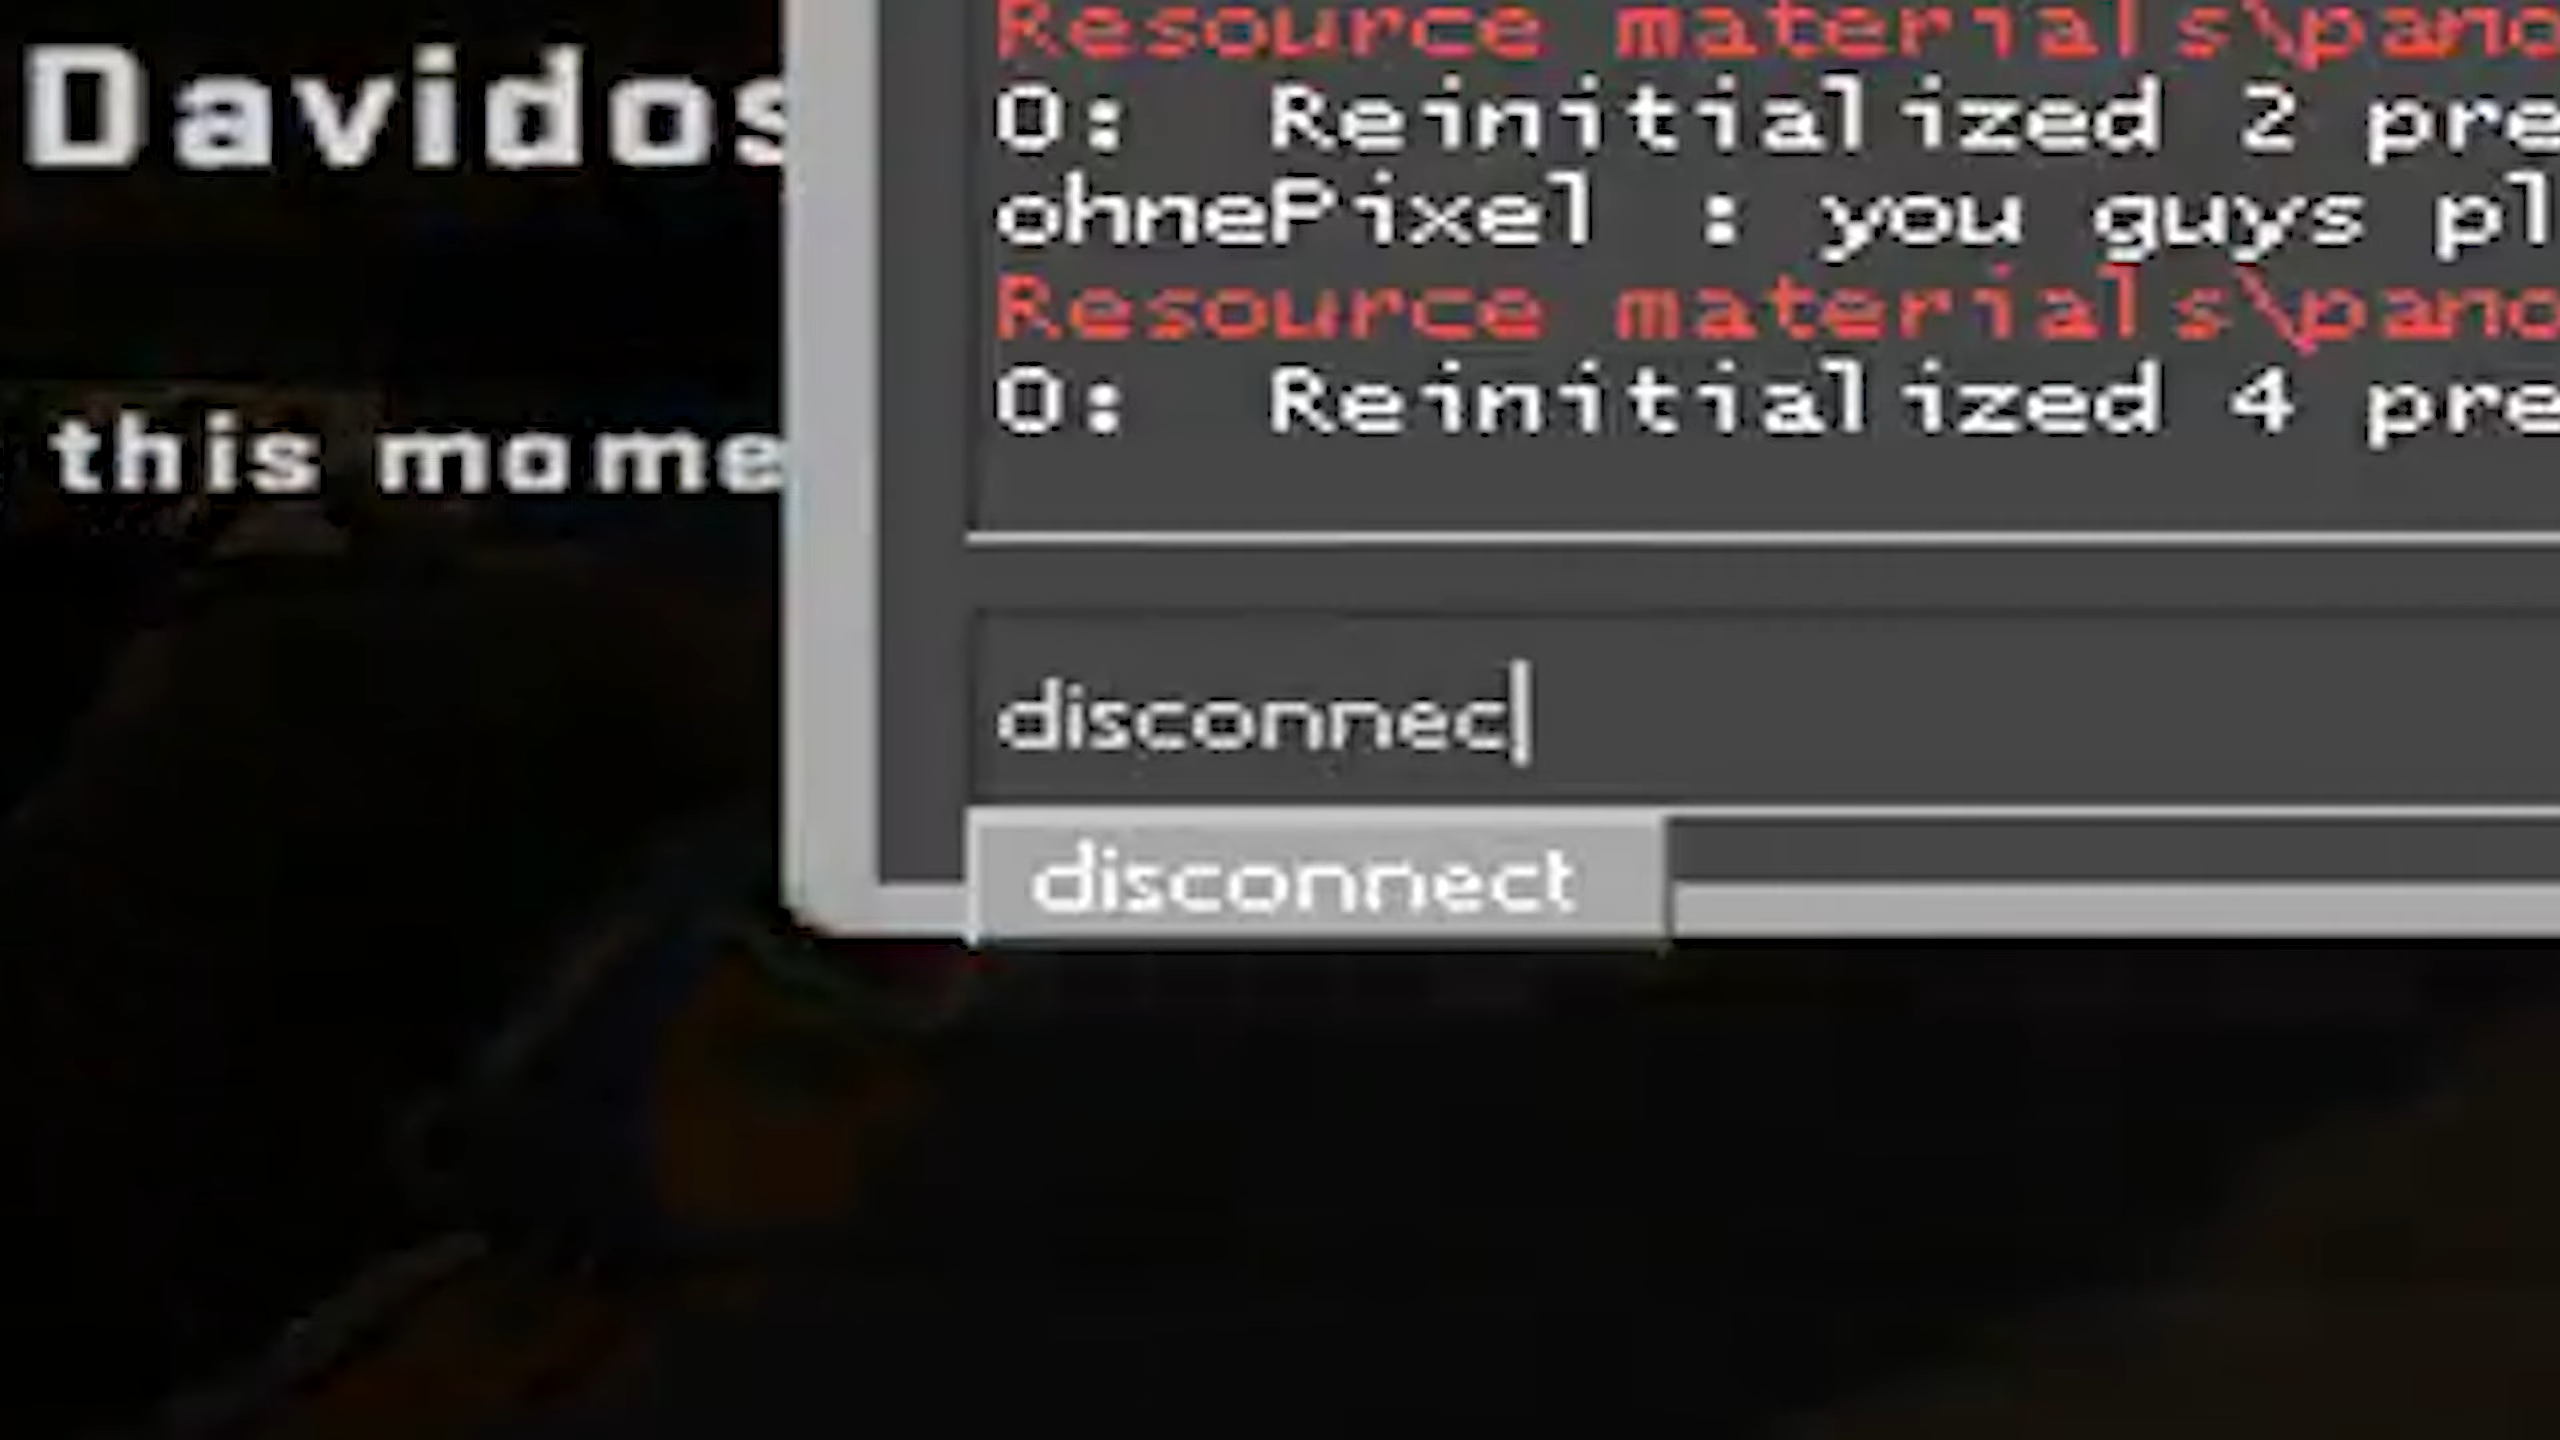 Davidos
this mome
Resource materials\pano
0: Reinitialized 2 pre
ohnePixel : you guys pl
Resource materials\pano
0: Reinitialized 4 pre
disconnec
disconnect